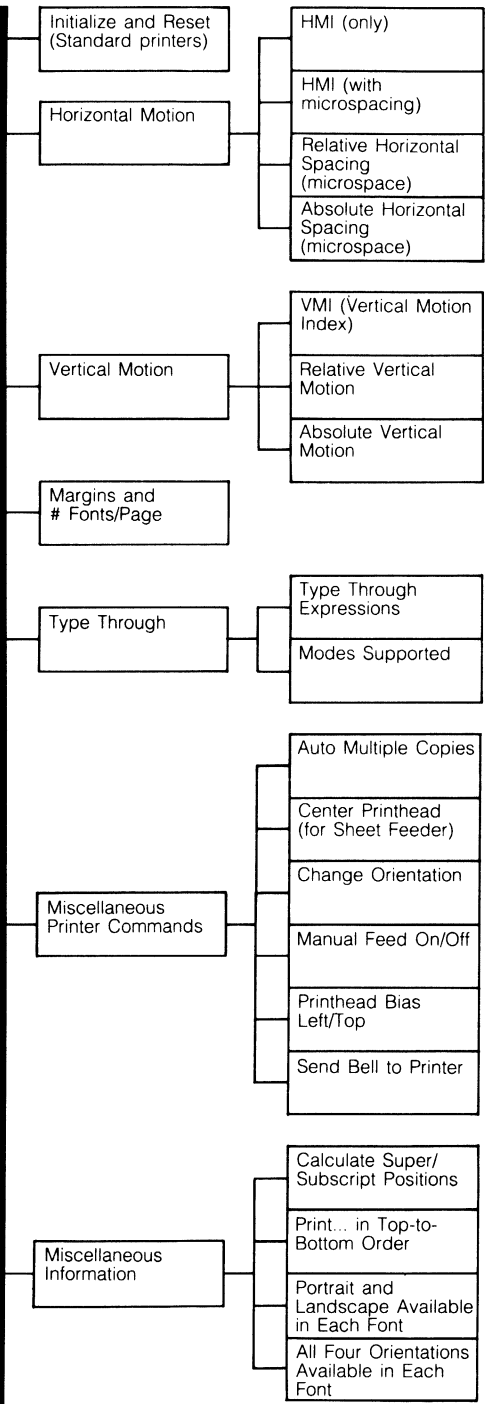 Initialize and Reset
(Standard printers)
Horizontal Motion
HMI (only)
HMI (with
microspacing)
Relative Horizontal
Spacing
(microspace)
Absolute Horizontal
Spacing
(microspace)
Vertical Motion
VMI (Vertical Motion
Index)
Relative Vertical
Motion
Absolute Vertical
Motion
Margins and
# Fonts/Page
Type Through
Type Through
Expressions
Modes Supported
Miscellaneous
Printer Commands
Auto Multiple Copies
Center Printhead
(for Sheet Feeder)
Change Orientation
Manual Feed On/Off
Printhead Bias
Left/Top
Send Bell to Printer
Miscellaneous
Information
Calculate Super/
Subscript Positions
Print... in Top-to-
Bottom Order
Portrait and
Landscape Available
in Each Font
All Four Orientations
Available in Each
Font